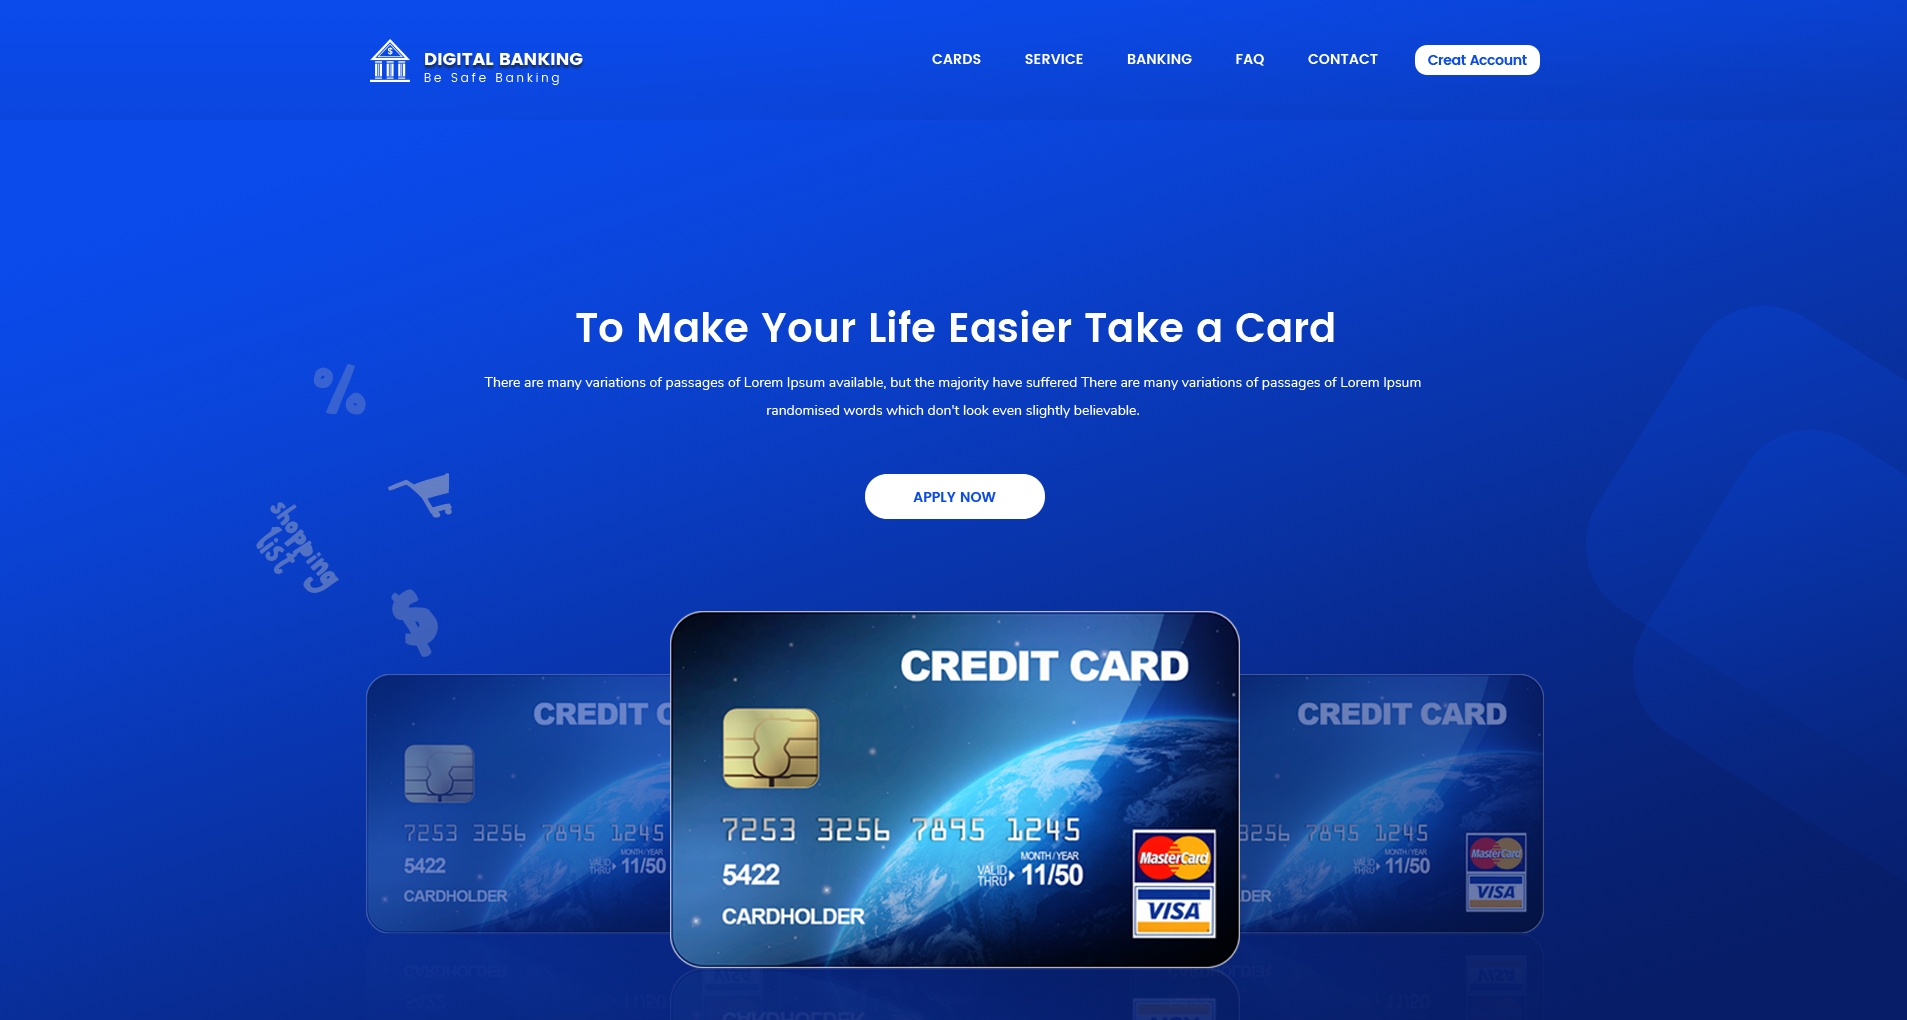 DIGITAL BANKING
Be Safe Banking
CARDS SERVICE BANKING FAQ CONTACT Creat Account
To Make Your Life Easier Take a Card
There are many variations of passages of Lorem Ipsum available, but the majority have suffered There are many variations of passages of Lorem Ipsum
randomised words which don't look even slightly believable.
APPLY NOW
%
shopping
list
$
CREDIT C
7253 3256 7895 1245
MONTH/YEAR
5422 VALID THRU 11/50
CARDHOLDER
CREDIT CARD
7253 3256 7895 1245
MONTH/YEAR
5422 VALID THRU 11/50
CARDHOLDER
MasterCard
VISA
CREDIT CARD
3256 7895 1245
MONTH/YEAR
VALID THRU 11/50
DER
MasterCard
VISA